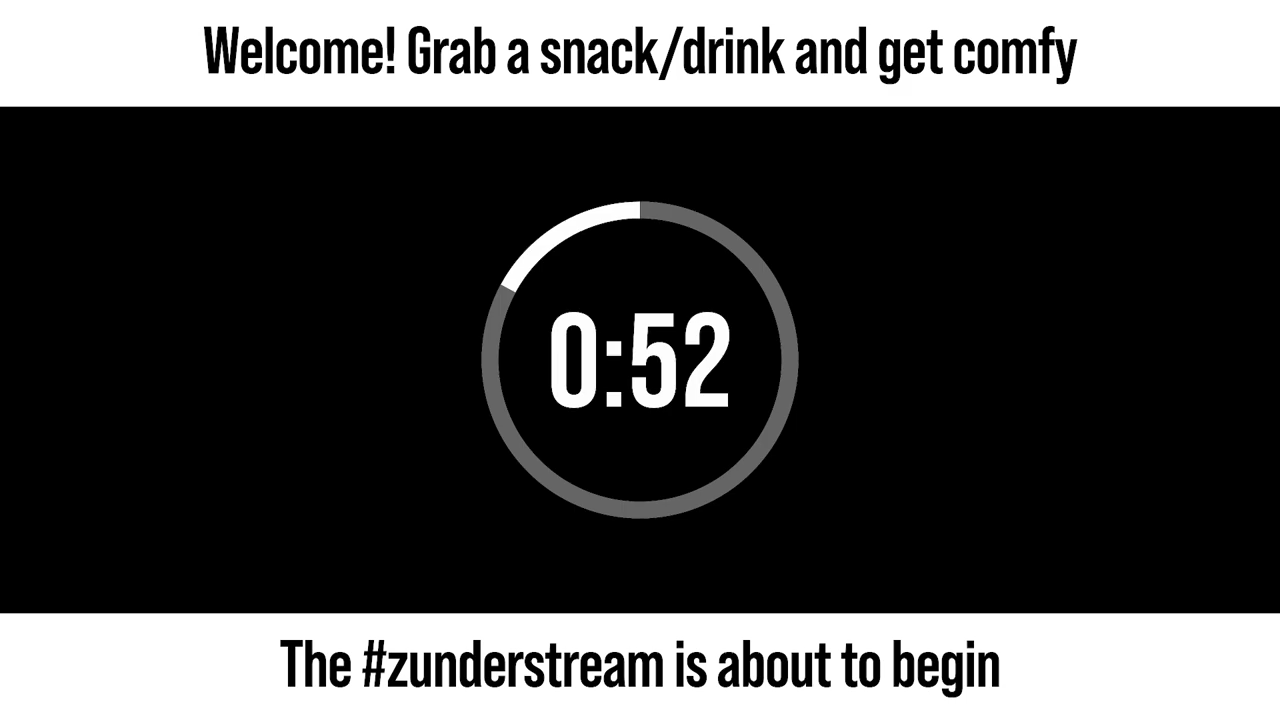 Welcome! Grab a snack/drink and get comfy
0:52
The #zunderstream is about to begin